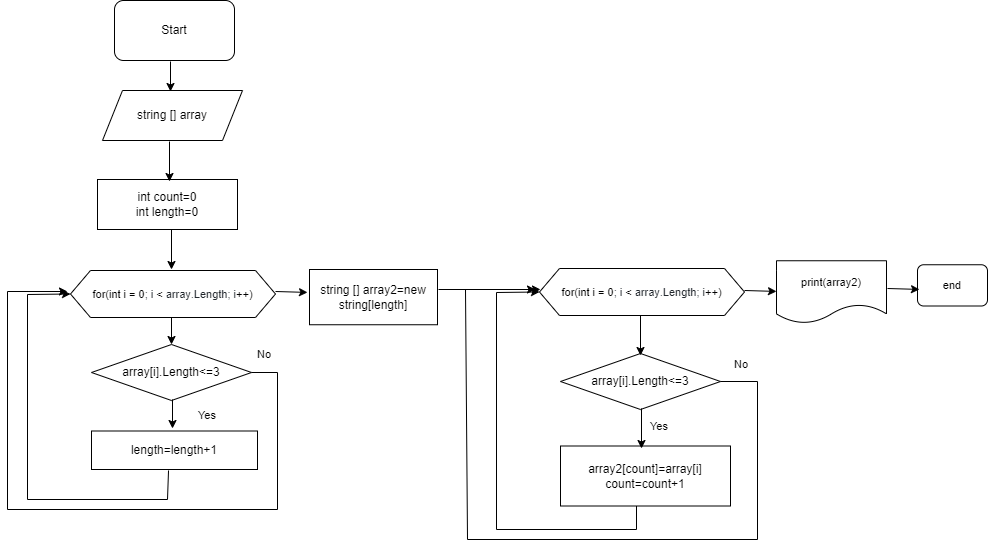 Start
string [] array
int count=0
int length=0
for(int i = 0; i < array.Length; i++)
array[i].Length<=3
No
Yes
length=length+1
string [] array2=new
string[length]
for(int i = 0; i < array.Length; i++)
array[i].Length<=3
No
Yes
array2[count]=array[i]
count=count+1
print(array2)
end